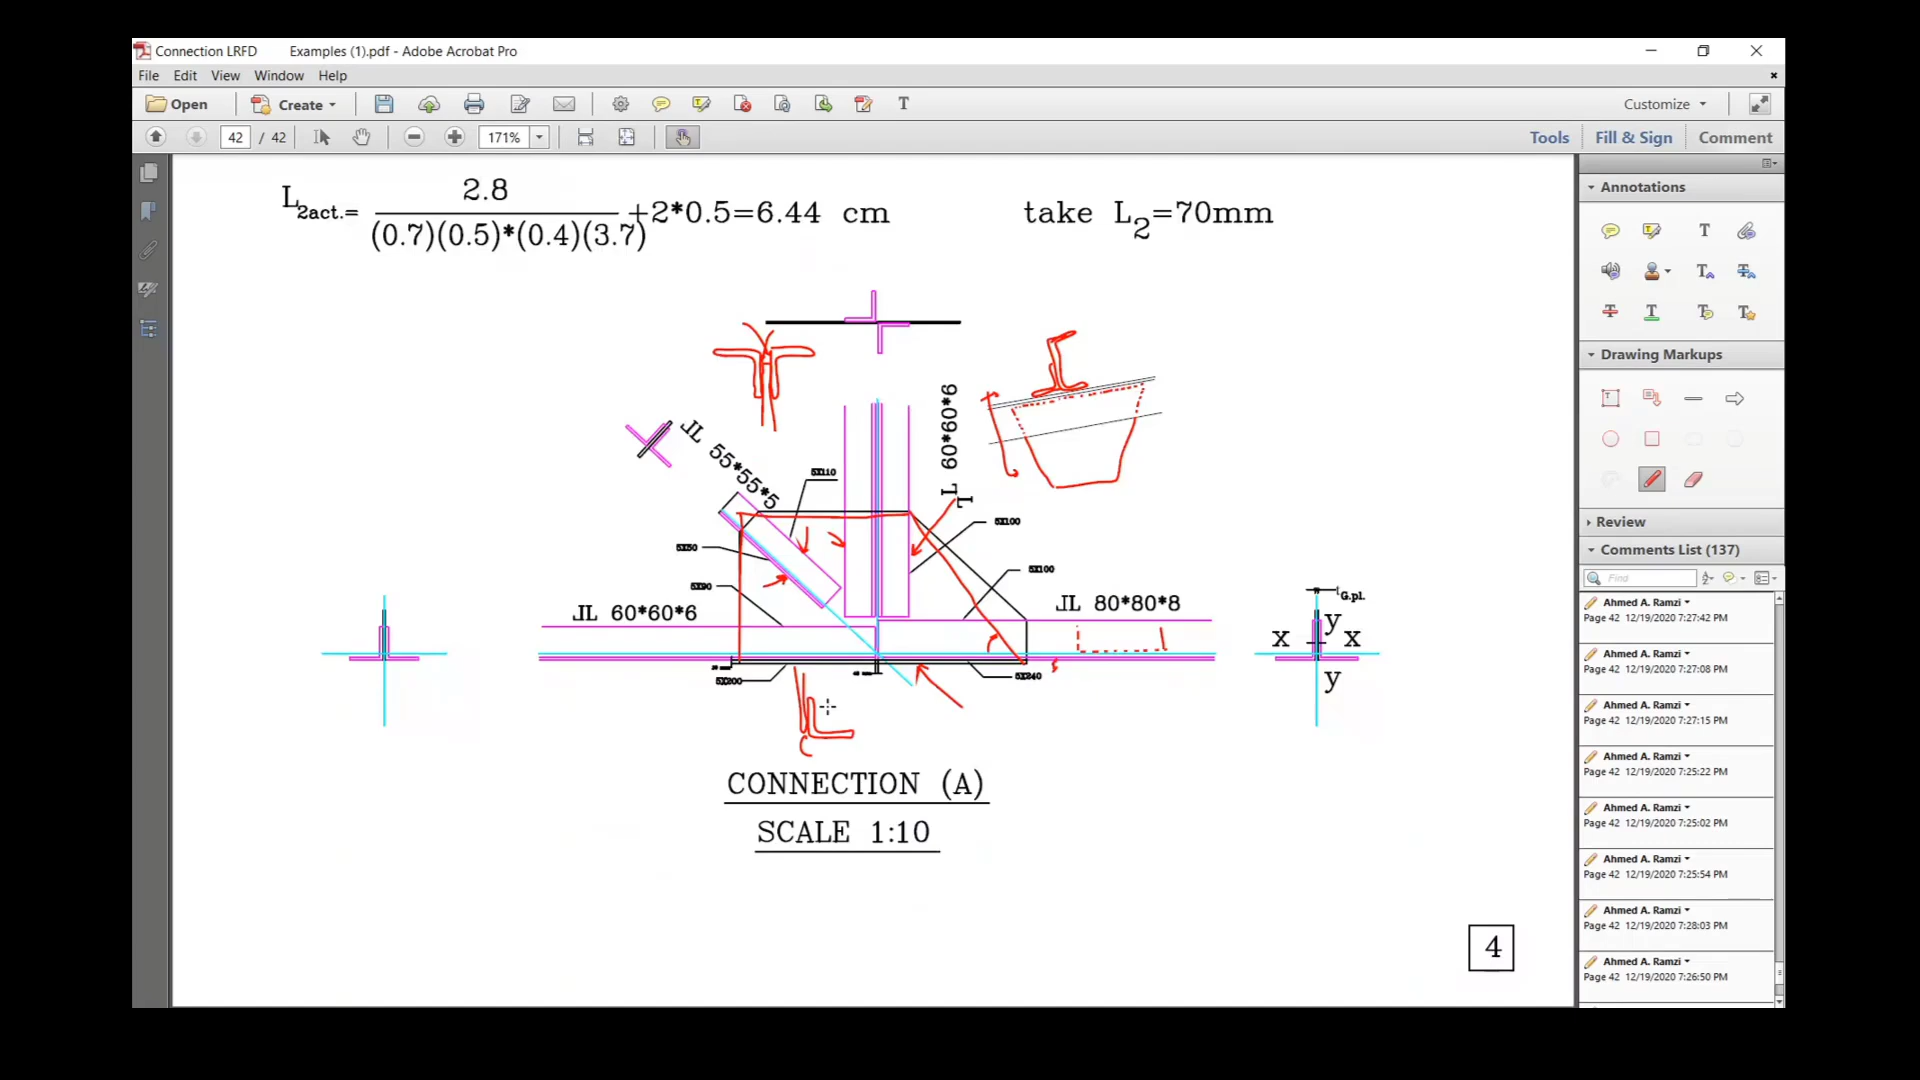 Connection LRFD Examples (1).pdf - Adobe Acrobat Pro
File Edit View Window Help
Open Create Customize
42 / 42 171% Tools Fill & Sign Comment
L2act.= 2.8
(0.7)(0.5)*(0.4)(3.7)
+2*0.5=6.44 cm take L2=70mm
JL 55*55*5
L 60*60*6
5X110
5X100
5X50
5X100
5X90
JL 60*60*6
JL 80*80*8
5X200
5X240
tG.pl.
y
x x
y
CONNECTION (A)
SCALE 1:10
4
Annotations
Drawing Markups
Review
Comments List (137)
Find
Ahmed A. Ramzi
Page 42 12/19/2020 7:27:42 PM
Ahmed A. Ramzi
Page 42 12/19/2020 7:27:08 PM
Ahmed A. Ramzi
Page 42 12/19/2020 7:27:15 PM
Ahmed A. Ramzi
Page 42 12/19/2020 7:25:22 PM
Ahmed A. Ramzi
Page 42 12/19/2020 7:25:02 PM
Ahmed A. Ramzi
Page 42 12/19/2020 7:25:54 PM
Ahmed A. Ramzi
Page 42 12/19/2020 7:28:03 PM
Ahmed A. Ramzi
Page 42 12/19/2020 7:26:50 PM